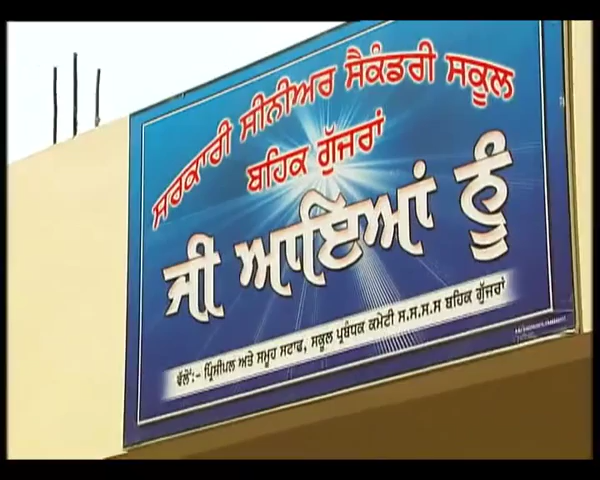 ਸਰਕਾਰੀ ਸੀਨੀਅਰ ਸੈਕੰਡਰੀ ਸਕੂਲ
ਬਹਿਕ ਗੁੱਜਰਾਂ
ਜੀ ਆਇਆਂ ਨੂੰ
ਵੱਲੋਂ:- ਪ੍ਰਿੰਸੀਪਲ ਅਤੇ ਸਮੂਹ ਸਟਾਫ, ਸਕੂਲ ਪ੍ਰਬੰਧਕ ਕਮੇਟੀ ਸ.ਸ.ਸ.ਸ ਬਹਿਕ ਗੁੱਜਰਾਂ